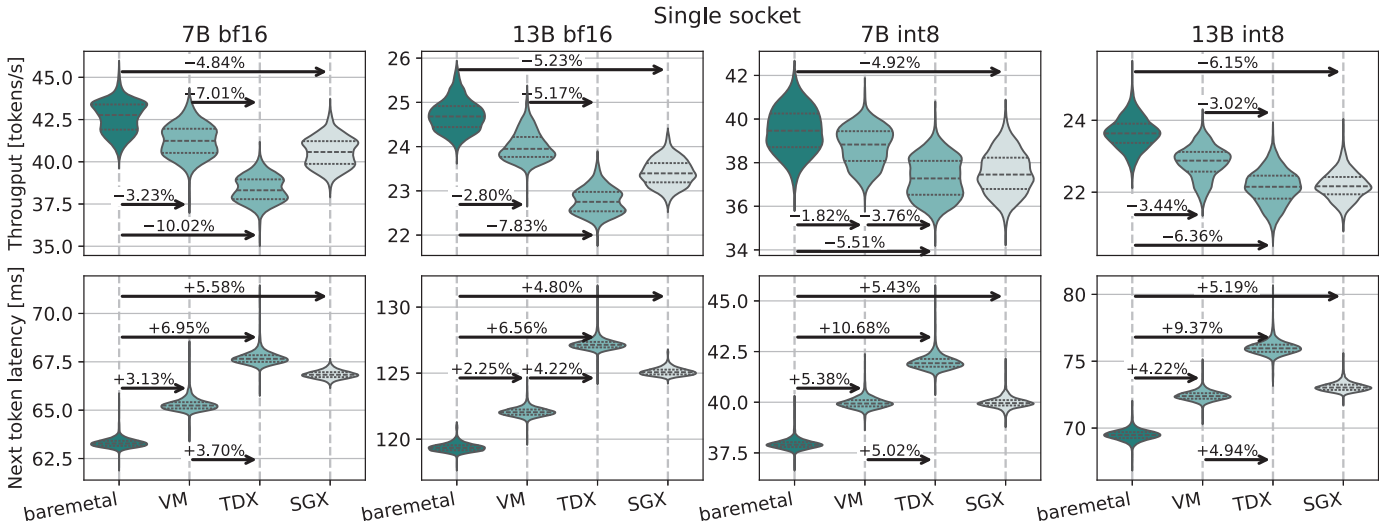 Single socket
7B bf16
13B bf16
7B int8
13B int8
Througput [tokens/s]
45.0
42.5
40.0
37.5
35.0
−4.84%
+7.01%
−3.23%
−10.02%
26
25
24
23
22
−5.23%
−5.17%
−2.80%
−7.83%
42
40
38
36
34
−4.92%
−1.82%
−3.76%
−5.51%
24
22
−6.15%
−3.02%
−3.44%
−6.36%
Next token latency [ms]
70.0
67.5
65.0
62.5
+5.58%
+6.95%
+3.13%
+3.70%
130
125
120
+4.80%
+6.56%
+2.25%
+4.22%
45.0
42.5
40.0
37.5
+5.43%
+10.68%
+5.38%
+5.02%
80
75
70
+5.19%
+9.37%
+4.22%
+4.94%
baremetal
VM
TDX
SGX
baremetal
VM
TDX
SGX
baremetal
VM
TDX
SGX
baremetal
VM
TDX
SGX